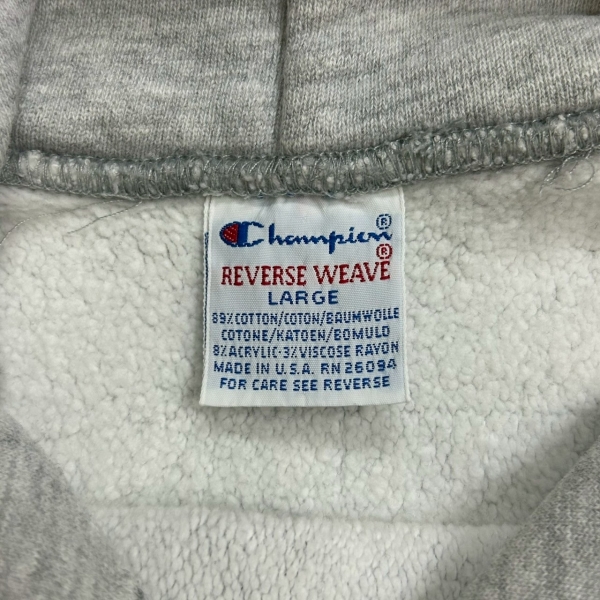 Champion®
REVERSE WEAVE®
LARGE
89% COTTON/COTON/BAUMWOLLE
COTONE/KATOEN/BOMULD
8% ACRYLIC·3% VISCOSE RAYON
MADE IN U.S.A. RN 26094
FOR CARE SEE REVERSE